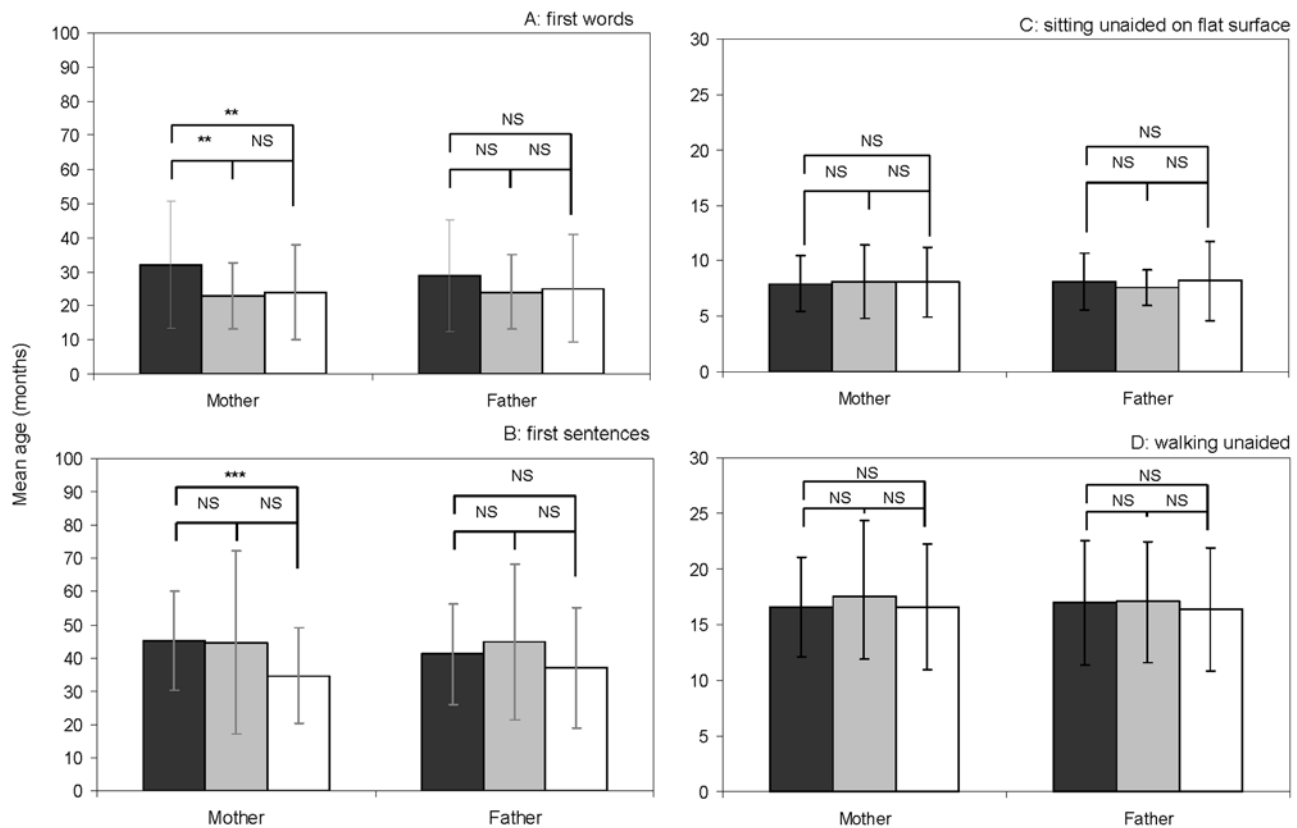 A: first words
100
90
80
70
60
50
40
30
20
10
0
**
** NS
NS
NS NS
Mother Father
C: sitting unaided on flat surface
30
25
20
15
10
5
0
NS
NS NS
NS
NS NS
Mother Father
Mean age (months)
B: first sentences
100
90
80
70
60
50
40
30
20
10
0
***
NS NS
NS
NS NS
Mother Father
D: walking unaided
30
25
20
15
10
5
0
NS
NS NS
NS
NS NS
Mother Father